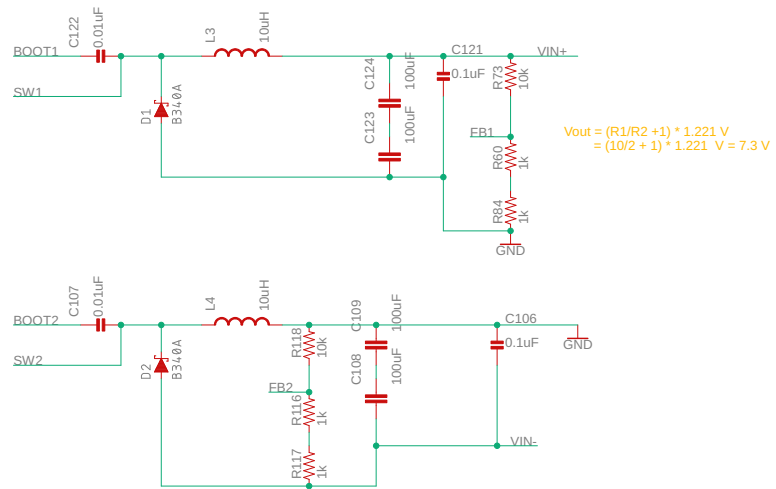 C122
0.01uF
BOOT1
SW1
D1
B340A
L3
10uH
C124
100uF
C123
100uF
C121
0.1uF
VIN+
R73
10k
FB1
R60
1k
R84
1k
GND
Vout = (R1/R2 +1) * 1.221 V
= (10/2 + 1) * 1.221 V = 7.3 V
C107
0.01uF
BOOT2
SW2
D2
B340A
L4
10uH
R118
10k
FB2
R116
1k
R117
1k
C109
100uF
C108
100uF
C106
0.1uF
GND
VIN-